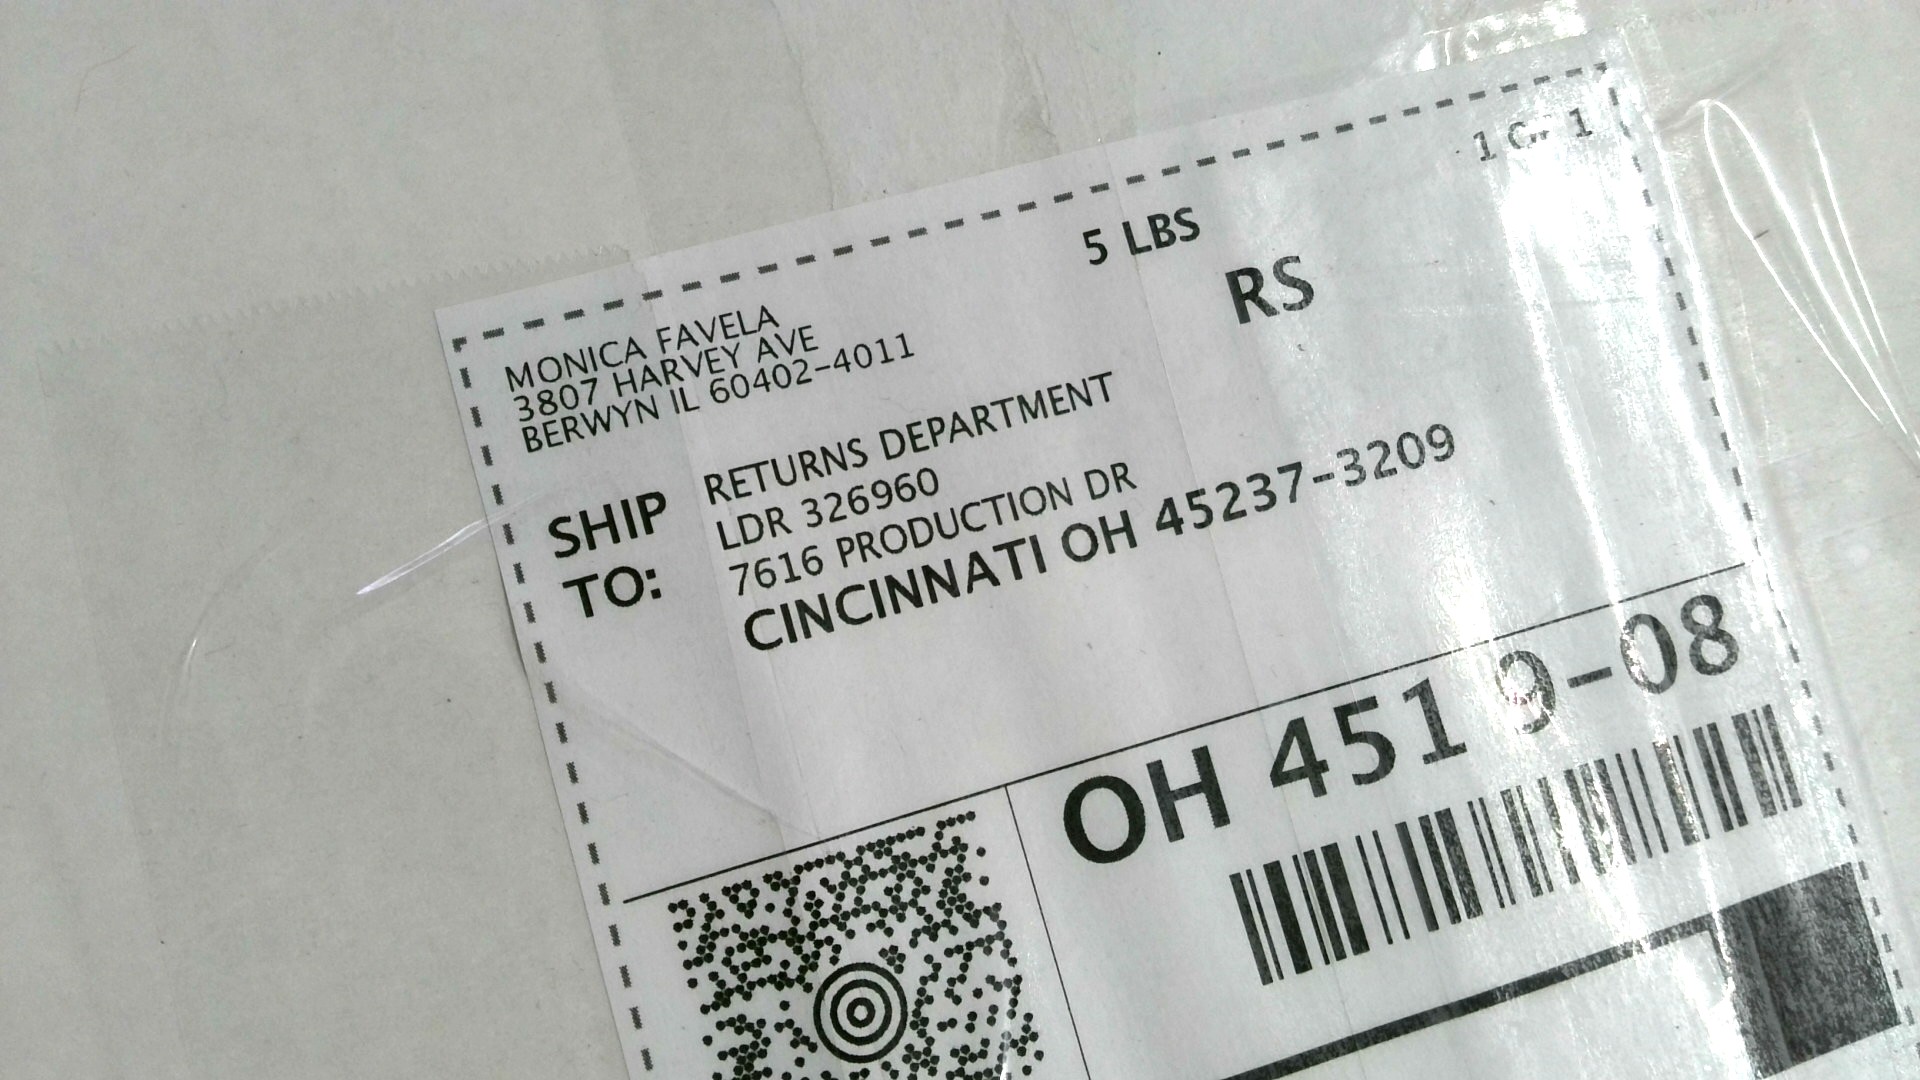 1 OF 1
5 LBS
RS
MONICA FAVELA
3807 HARVEY AVE
BERWYN IL 60402-4011
SHIP TO:
RETURNS DEPARTMENT
LDR 326960
7616 PRODUCTION DR
CINCINNATI OH 45237-3209
OH 451 9-08